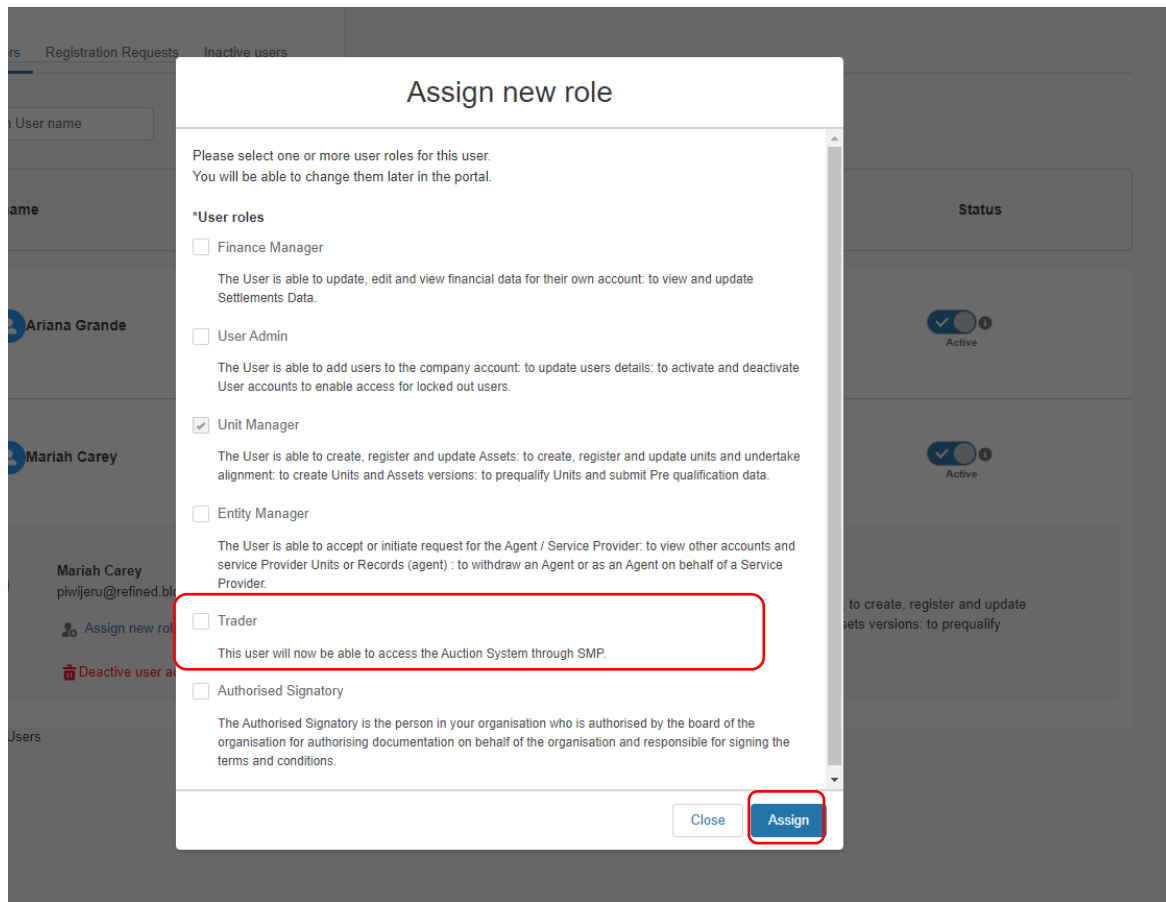 rs Registration Requests Inactive users
Assign new role
User name
Please select one or more user roles for this user.
You will be able to change them later in the portal.
ame
Status
*User roles
Finance Manager
The User is able to update, edit and view financial data for their own account: to view and update
Settlements Data.
Ariana Grande
User Admin
Active
The User is able to add users to the company account: to update users details: to activate and deactivate
User accounts to enable access for locked out users.
Unit Manager
Mariah Carey
The User is able to create, register and update Assets: to create, register and update units and undertake
alignment: to create Units and Assets versions: to prequalify Units and submit Pre qualification data.
Active
Entity Manager
The User is able to accept or initiate request for the Agent / Service Provider: to view other accounts and
service Provider Units or Records (agent) : to withdraw an Agent or as an Agent on behalf of a Service
Provider.
Mariah Carey
piwijeru@refined.blo
: to create, register and update
sets versions: to prequalify
Trader
Assign new rol
This user will now be able to access the Auction System through SMP.
Deactive user a
Authorised Signatory
The Authorised Signatory is the person in your organisation who is authorised by the board of the
organisation for authorising documentation on behalf of the organisation and responsible for signing the
terms and conditions.
Users
Close Assign